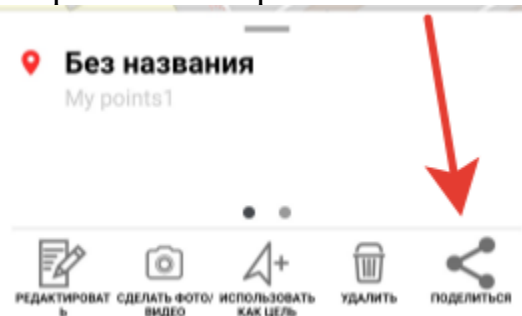 Без названия
My points1
РЕДАКТИРОВАТ
Ь
СДЕЛАТЬ ФОТО/
ВИДЕО
ИСПОЛЬЗОВАТЬ
КАК ЦЕЛЬ
УДАЛИТЬ
ПОДЕЛИТЬСЯ